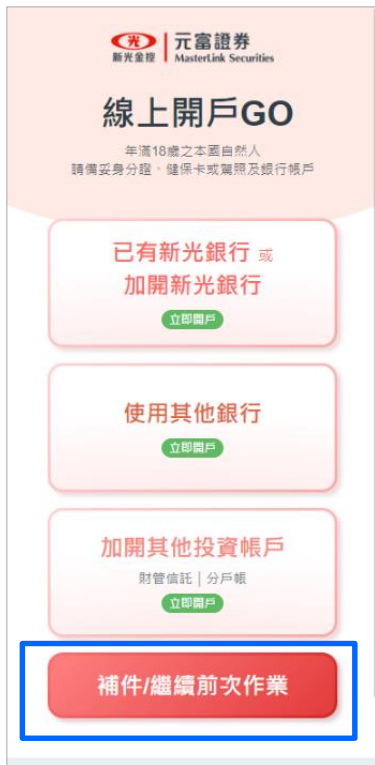 光
新光金控
元富證券
MasterLink Securities
線上開戶GO
年滿18歲之本國自然人
請備妥身分證、健保卡或駕照及銀行帳戶
已有新光銀行 或
加開新光銀行
立即開戶
使用其他銀行
立即開戶
加開其他投資帳戶
財管信託│分戶帳
立即開戶
補件/繼續前次作業